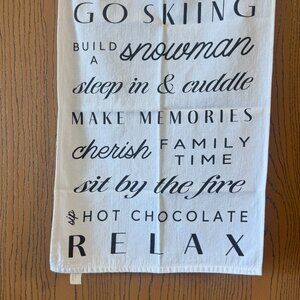 GO SKIING
BUILD A snowman
sleep in & cuddle
MAKE MEMORIES
cherish FAMILY TIME
sit by the fire
sip HOT CHOCOLATE
RELAX